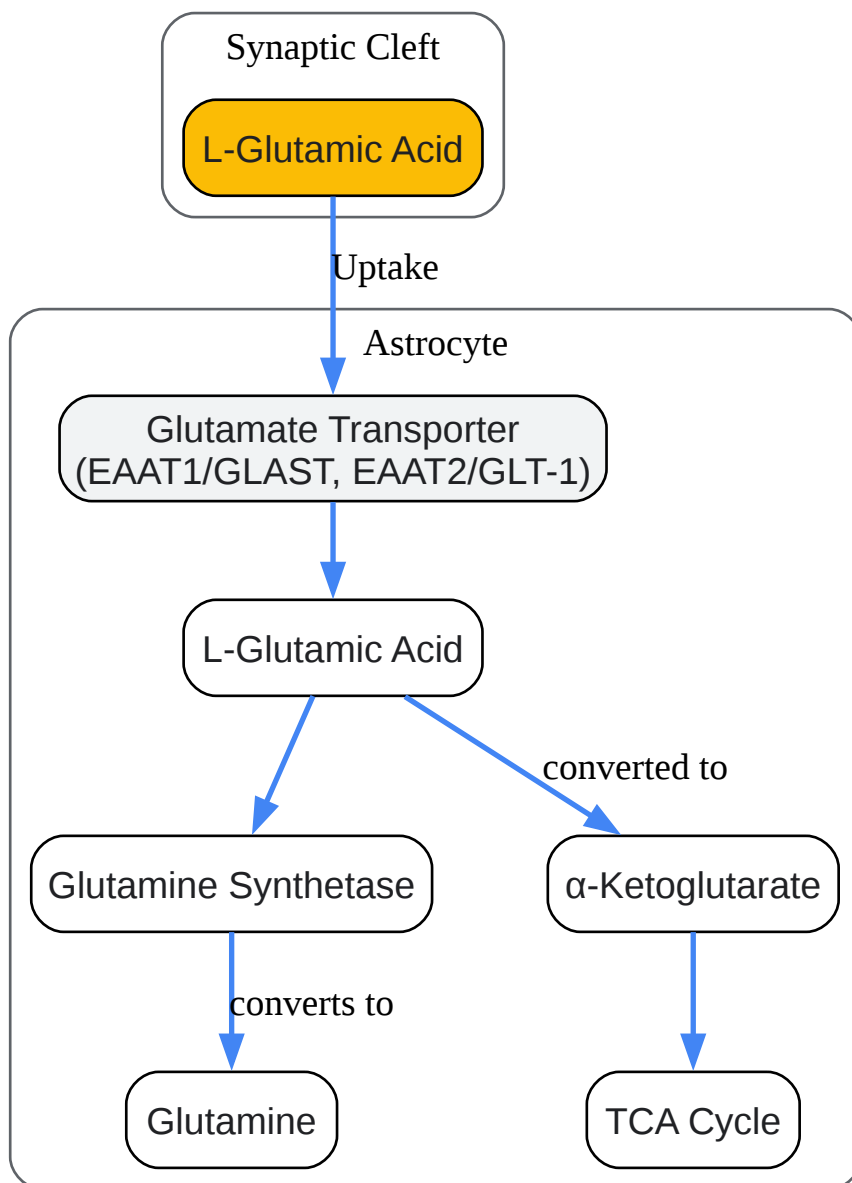 Synaptic Cleft
L-Glutamic Acid
Uptake
Astrocyte
Glutamate Transporter
(EAAT1/GLAST, EAAT2/GLT-1)
L-Glutamic Acid
converted to
Glutamine Synthetase
α-Ketoglutarate
converts to
Glutamine
TCA Cycle